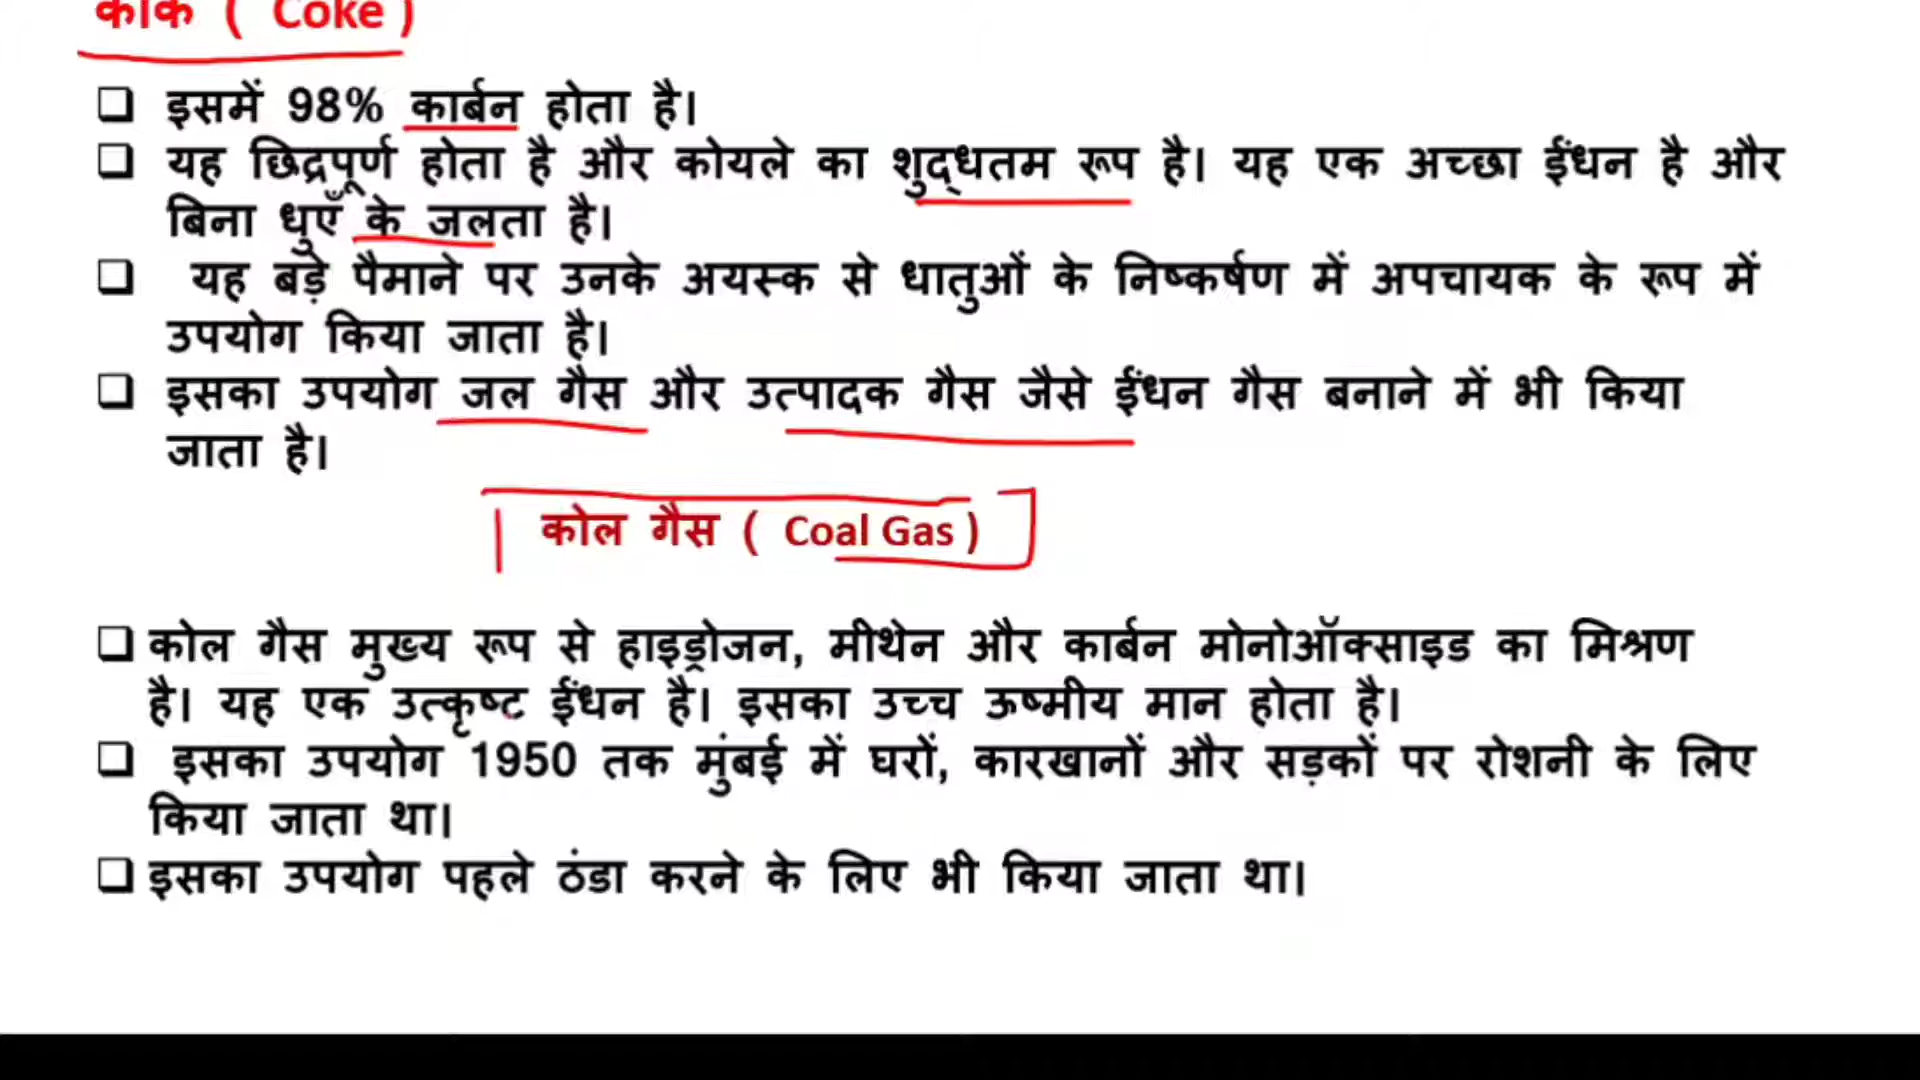 कोक ( Coke )
❑ इसमें 98% कार्बन होता है।
❑ यह छिद्रपूर्ण होता है और कोयले का शुद्धतम रूप है। यह एक अच्छा ईंधन है और
बिना धुएँ के जलता है।
❑ यह बड़े पैमाने पर उनके अयस्क से धातुओं के निष्कर्षण में अपचायक के रूप में
उपयोग किया जाता है।
❑ इसका उपयोग जल गैस और उत्पादक गैस जैसे ईंधन गैस बनाने में भी किया
जाता है।
कोल गैस ( Coal Gas )
❑ कोल गैस मुख्य रूप से हाइड्रोजन, मीथेन और कार्बन मोनोऑक्साइड का मिश्रण
है। यह एक उत्कृष्ट ईंधन है। इसका उच्च ऊष्मीय मान होता है।
❑ इसका उपयोग 1950 तक मुंबई में घरों, कारखानों और सड़कों पर रोशनी के लिए
किया जाता था।
❑ इसका उपयोग पहले ठंडा करने के लिए भी किया जाता था।